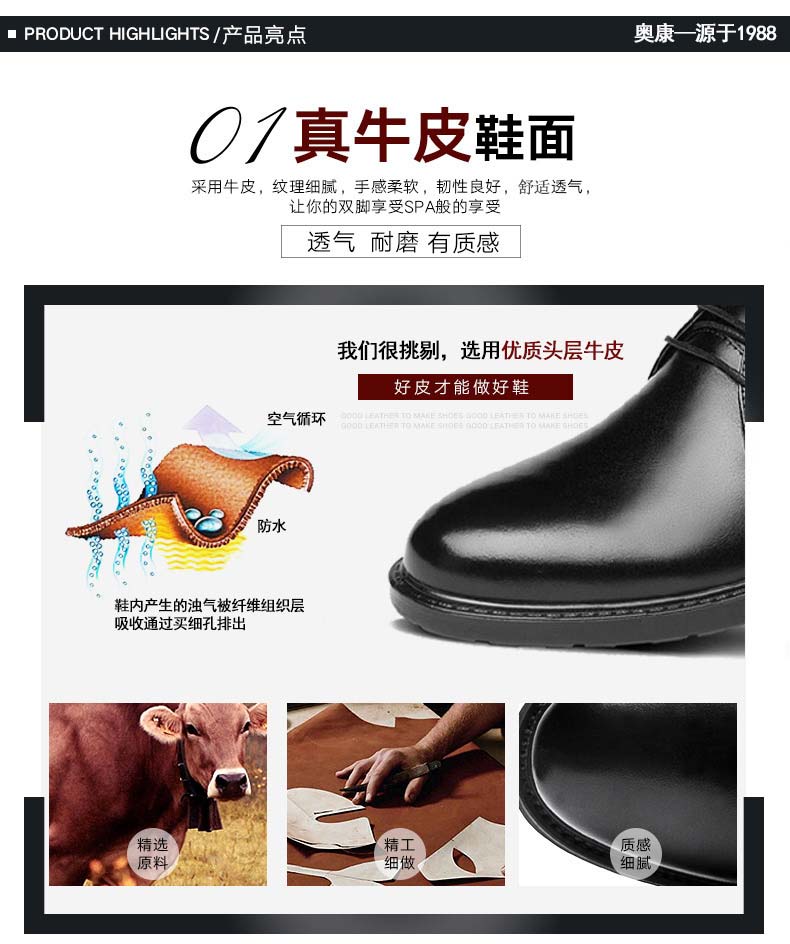 PRODUCT HIGHLIGHTS /产品亮点
奥康—源于1988
01真牛皮鞋面
采用牛皮，纹理细腻，手感柔软，韧性良好，舒适透气，
让你的双脚享受SPA般的享受
透气 耐磨 有质感
我们很挑剔，选用优质头层牛皮
好皮才能做好鞋
GOOD LEATHER TO MAKE SHOES GOOD LEATHER TO MAKE SHOES
GOOD LEATHER TO MAKE SHOES GOOD LEATHER TO MAKE SHOES
空气循环
防水
鞋内产生的浊气被纤维组织层
吸收通过买细孔排出
精选
原料
精工
细做
质感
细腻